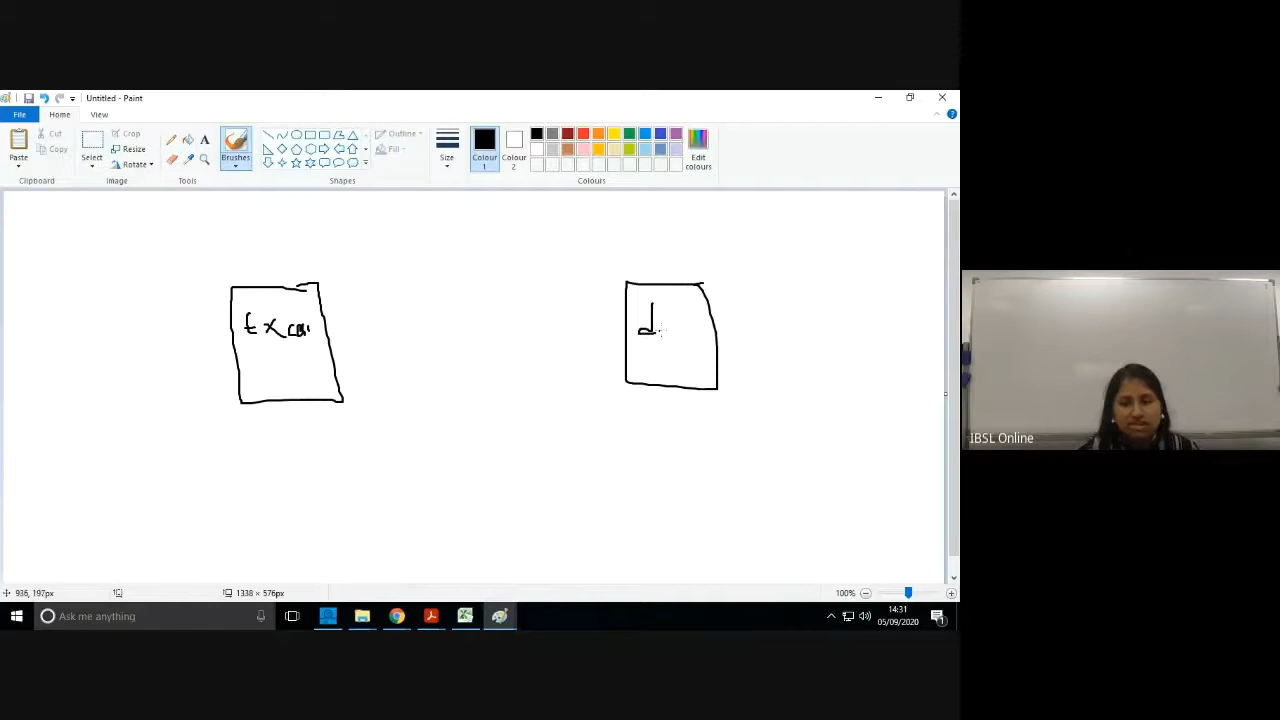 Untitled - Paint
File
Home
View
Paste
Cut
Copy
Clipboard
Select
Crop
Resize
Rotate
Image
Tools
Brushes
Shapes
Outline
Fill
Size
Colour 1
Colour 2
Edit colours
Colours
d
IBSL Online
936, 197px
1338 × 576px
100%
Ask me anything
14:31
05/09/2020